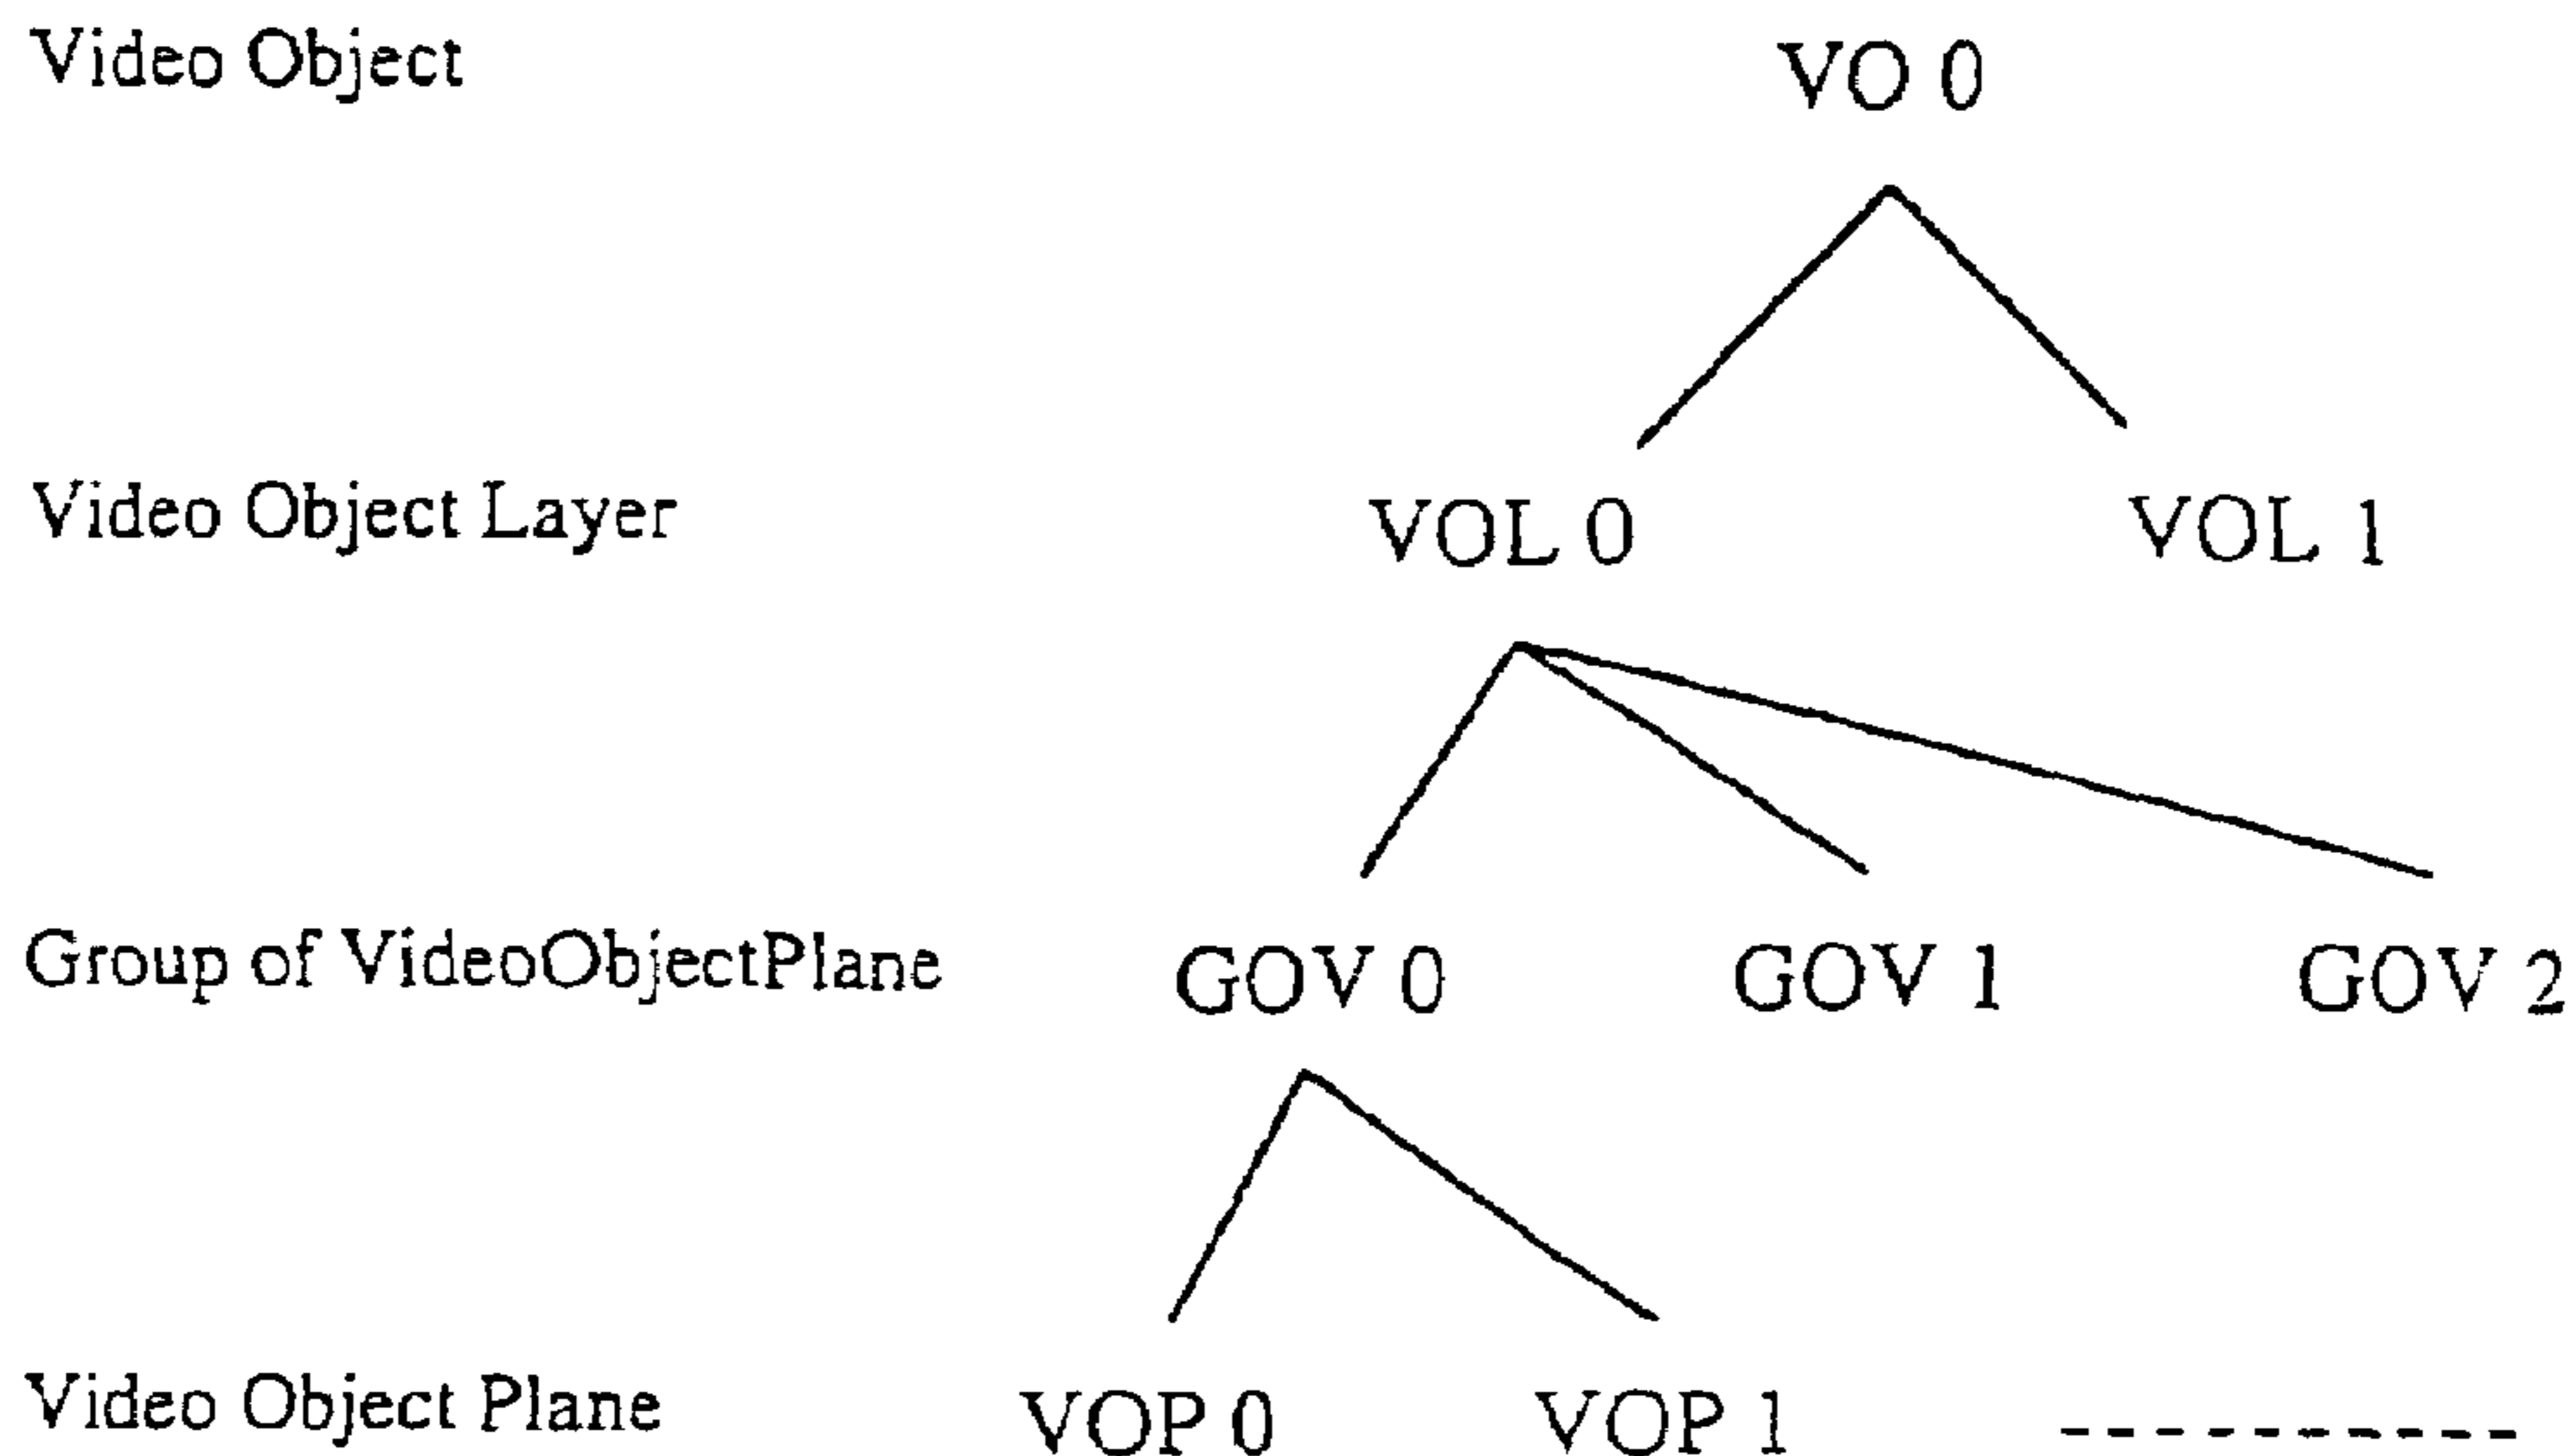 Video Object VO 0
Video Object Layer VOL 0 VOL 1
Group of VideoObjectPlane GOV 0 GOV 1 GOV 2
Video Object Plane VOP 0 VOP 1 ----------